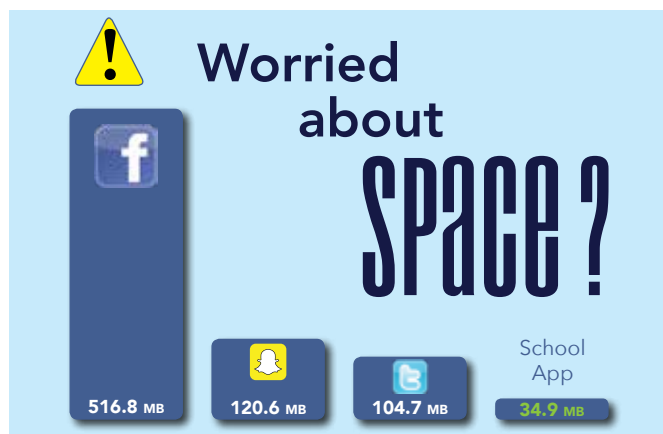 !
Worried
about
space?
f
t
School
App
516.8 MB
120.6 MB
104.7 MB
34.9 MB